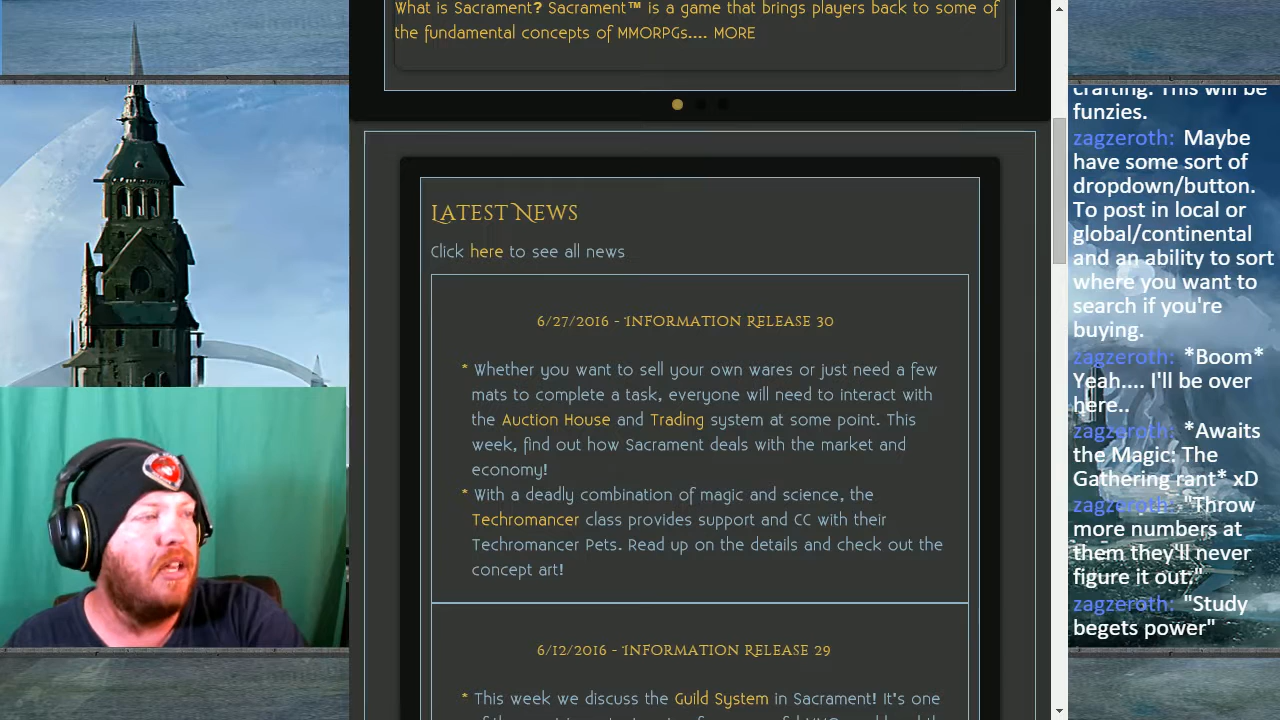 What is Sacrament? Sacrament™ is a game that brings players back to some of
the fundamental concepts of MMORPGs.... MORE
Latest News
Click here to see all news
6/27/2016 - Information Release 30
* Whether you want to sell your own wares or just need a few
mats to complete a task, everyone will need to interact with
the Auction House and Trading system at some point. This
week, find out how Sacrament deals with the market and
economy!
* With a deadly combination of magic and science, the
Techromancer class provides support and CC with their
Techromancer Pets. Read up on the details and check out the
concept art!
6/12/2016 - Information Release 29
* This week we discuss the Guild System in Sacrament! It's one
crafting. This will be
funzies.
zagzeroth: Maybe
have some sort of
dropdown/button.
To post in local or
global/continental
and an ability to sort
where you want to
search if you're
buying.
zagzeroth: *Boom*
Yeah.... I'll be over
here..
zagzeroth: *Awaits
the Magic: The
Gathering rant* xD
zagzeroth: "Throw
more numbers at
them they'll never
figure it out."
zagzeroth: "Study
begets power"